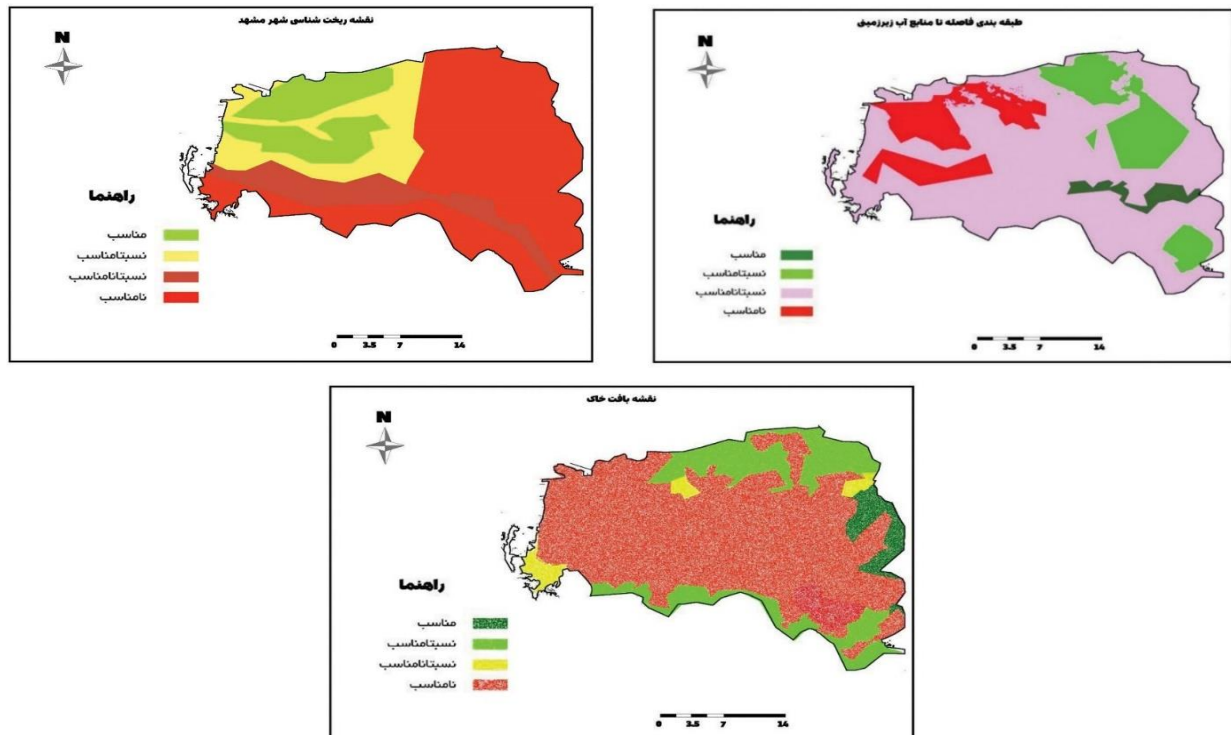 نقشه ریخت شناسی شهر مشهد
N
راهنما
مناسب
نسبتامناسب
نسبتانامناسب
نامناسب
0 3.5 7 14
طبقه بندی فاصله تا منابع آب زیرزمینی
N
راهنما
مناسب
نسبتامناسب
نسبتانامناسب
نامناسب
0 3.5 7 14
نقشه بافت خاک
N
راهنما
مناسب
نسبتامناسب
نسبتانامناسب
نامناسب
0 3.5 7 14